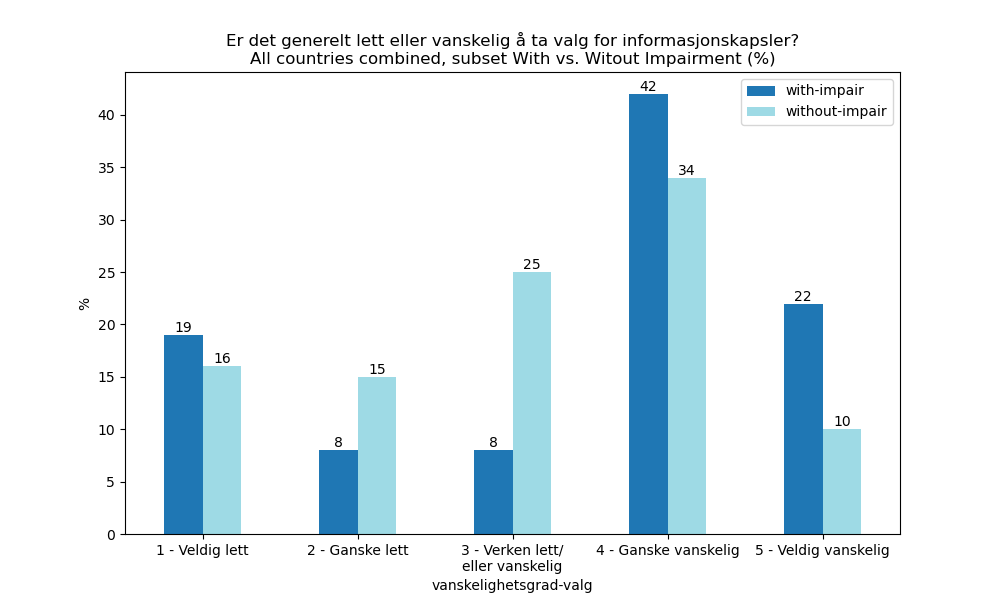 Er det generelt lett eller vanskelig å ta valg for informasjonskapsler?
All countries combined, subset With vs. Witout Impairment (%)
with-impair
without-impair
%
40
35
30
25
20
15
10
5
0
19
16
8
15
8
25
42
34
22
10
1 - Veldig lett
2 - Ganske lett
3 - Verken lett/
eller vanskelig
4 - Ganske vanskelig
5 - Veldig vanskelig
vanskelighetsgrad-valg